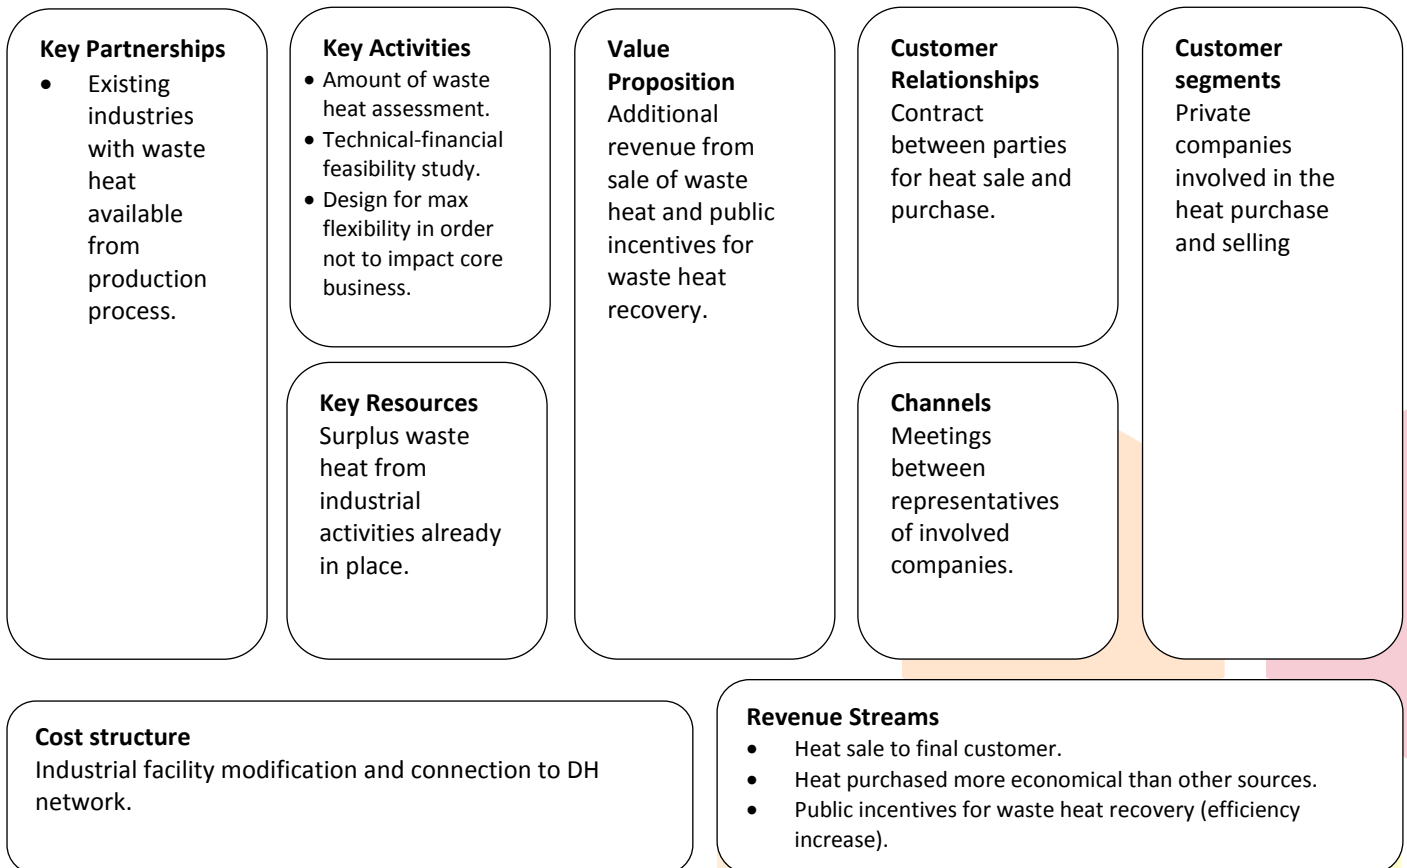 Key Partnerships
• Existing
industries
with waste
heat
available
from
production
process.
Key Activities
• Amount of waste
heat assessment.
• Technical-financial
feasibility study.
• Design for max
flexibility in order
not to impact core
business.
Key Resources
Surplus waste
heat from
industrial
activities already
in place.
Value
Proposition
Additional
revenue from
sale of waste
heat and public
incentives for
waste heat
recovery.
Customer
Relationships
Contract
between parties
for heat sale and
purchase.
Channels
Meetings
between
representatives
of involved
companies.
Customer
segments
Private
companies
involved in the
heat purchase
and selling
Cost structure
Industrial facility modification and connection to DH
network.
Revenue Streams
• Heat sale to final customer.
• Heat purchased more economical than other sources.
• Public incentives for waste heat recovery (efficiency
increase).